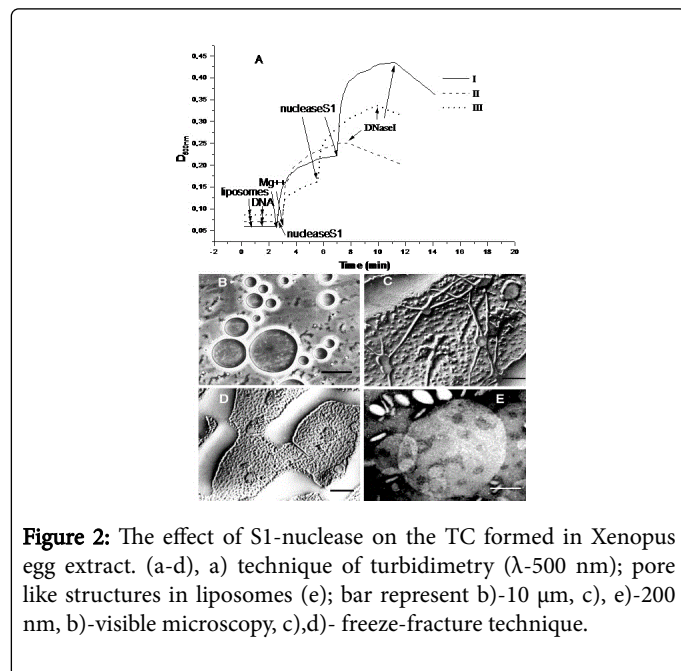 A
0,45
0,40
0,35
0,30
0,25
0,20
0,15
0,10
0,05
D500nm
I
II
III
nucleaseS1
DNaseI
Mg++
liposomes
DNA
nucleaseS1
-2 0 2 4 6 8 10 12 14 16 18 20
Time (min)
B
C
D
E
Figure 2: The effect of S1-nuclease on the TC formed in Xenopus
egg extract. (a-d), a) technique of turbidimetry (λ-500 nm); pore
like structures in liposomes (e); bar represent b)-10 μm, c), e)-200
nm, b)-visible microscopy, c),d)- freeze-fracture technique.